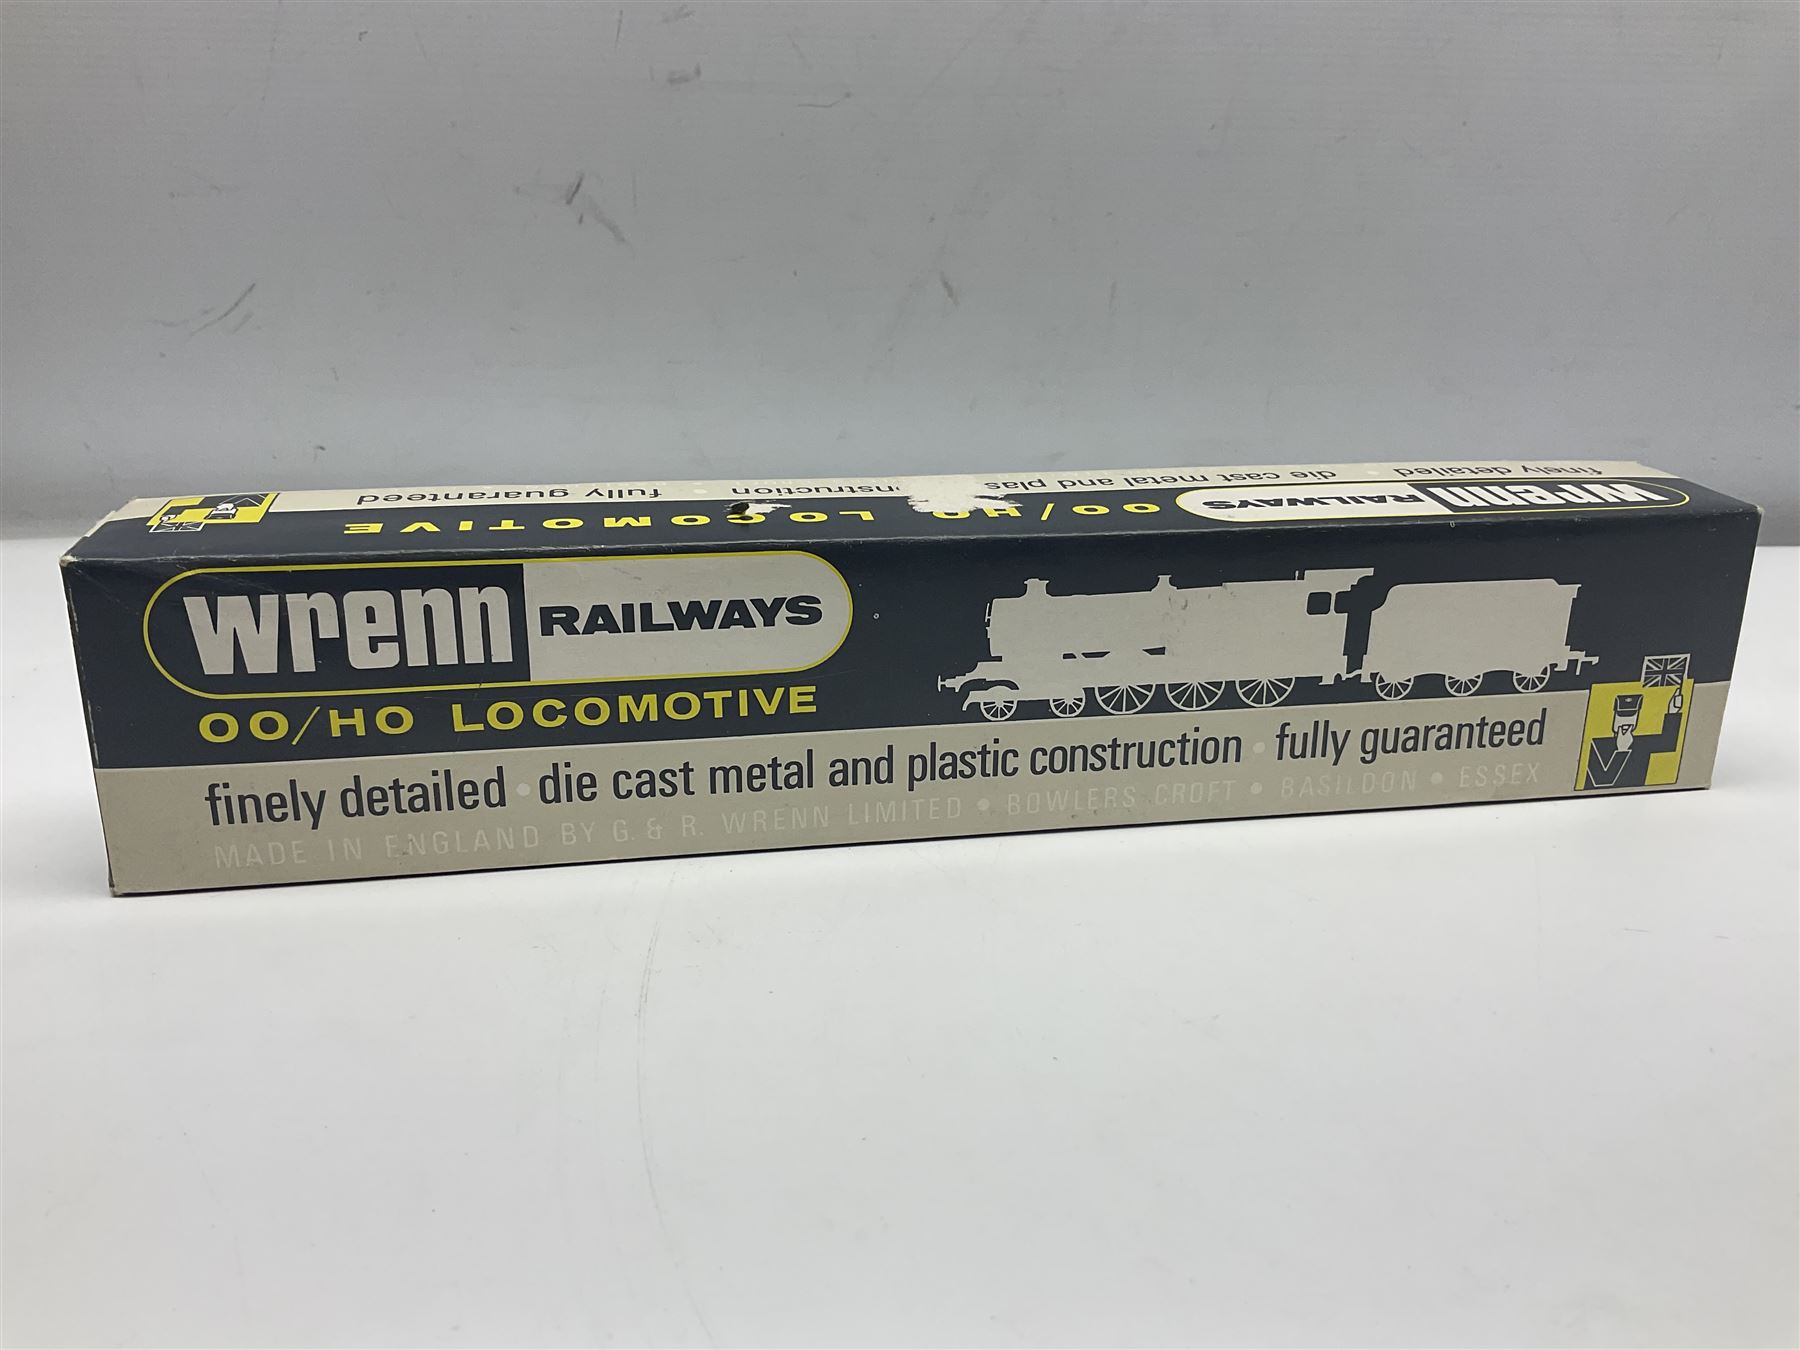 finely detailed • die cast metal and plas nstruction • fully guaranteed
wrenn RAILWAYS OO/HO LOCOMOTIVE
wrenn RAILWAYS
OO/HO LOCOMOTIVE
finely detailed • die cast metal and plastic construction • fully guaranteed
MADE IN ENGLAND BY G. & R. WRENN LIMITED • BOWLERS CROFT • BASILDON • ESSEX